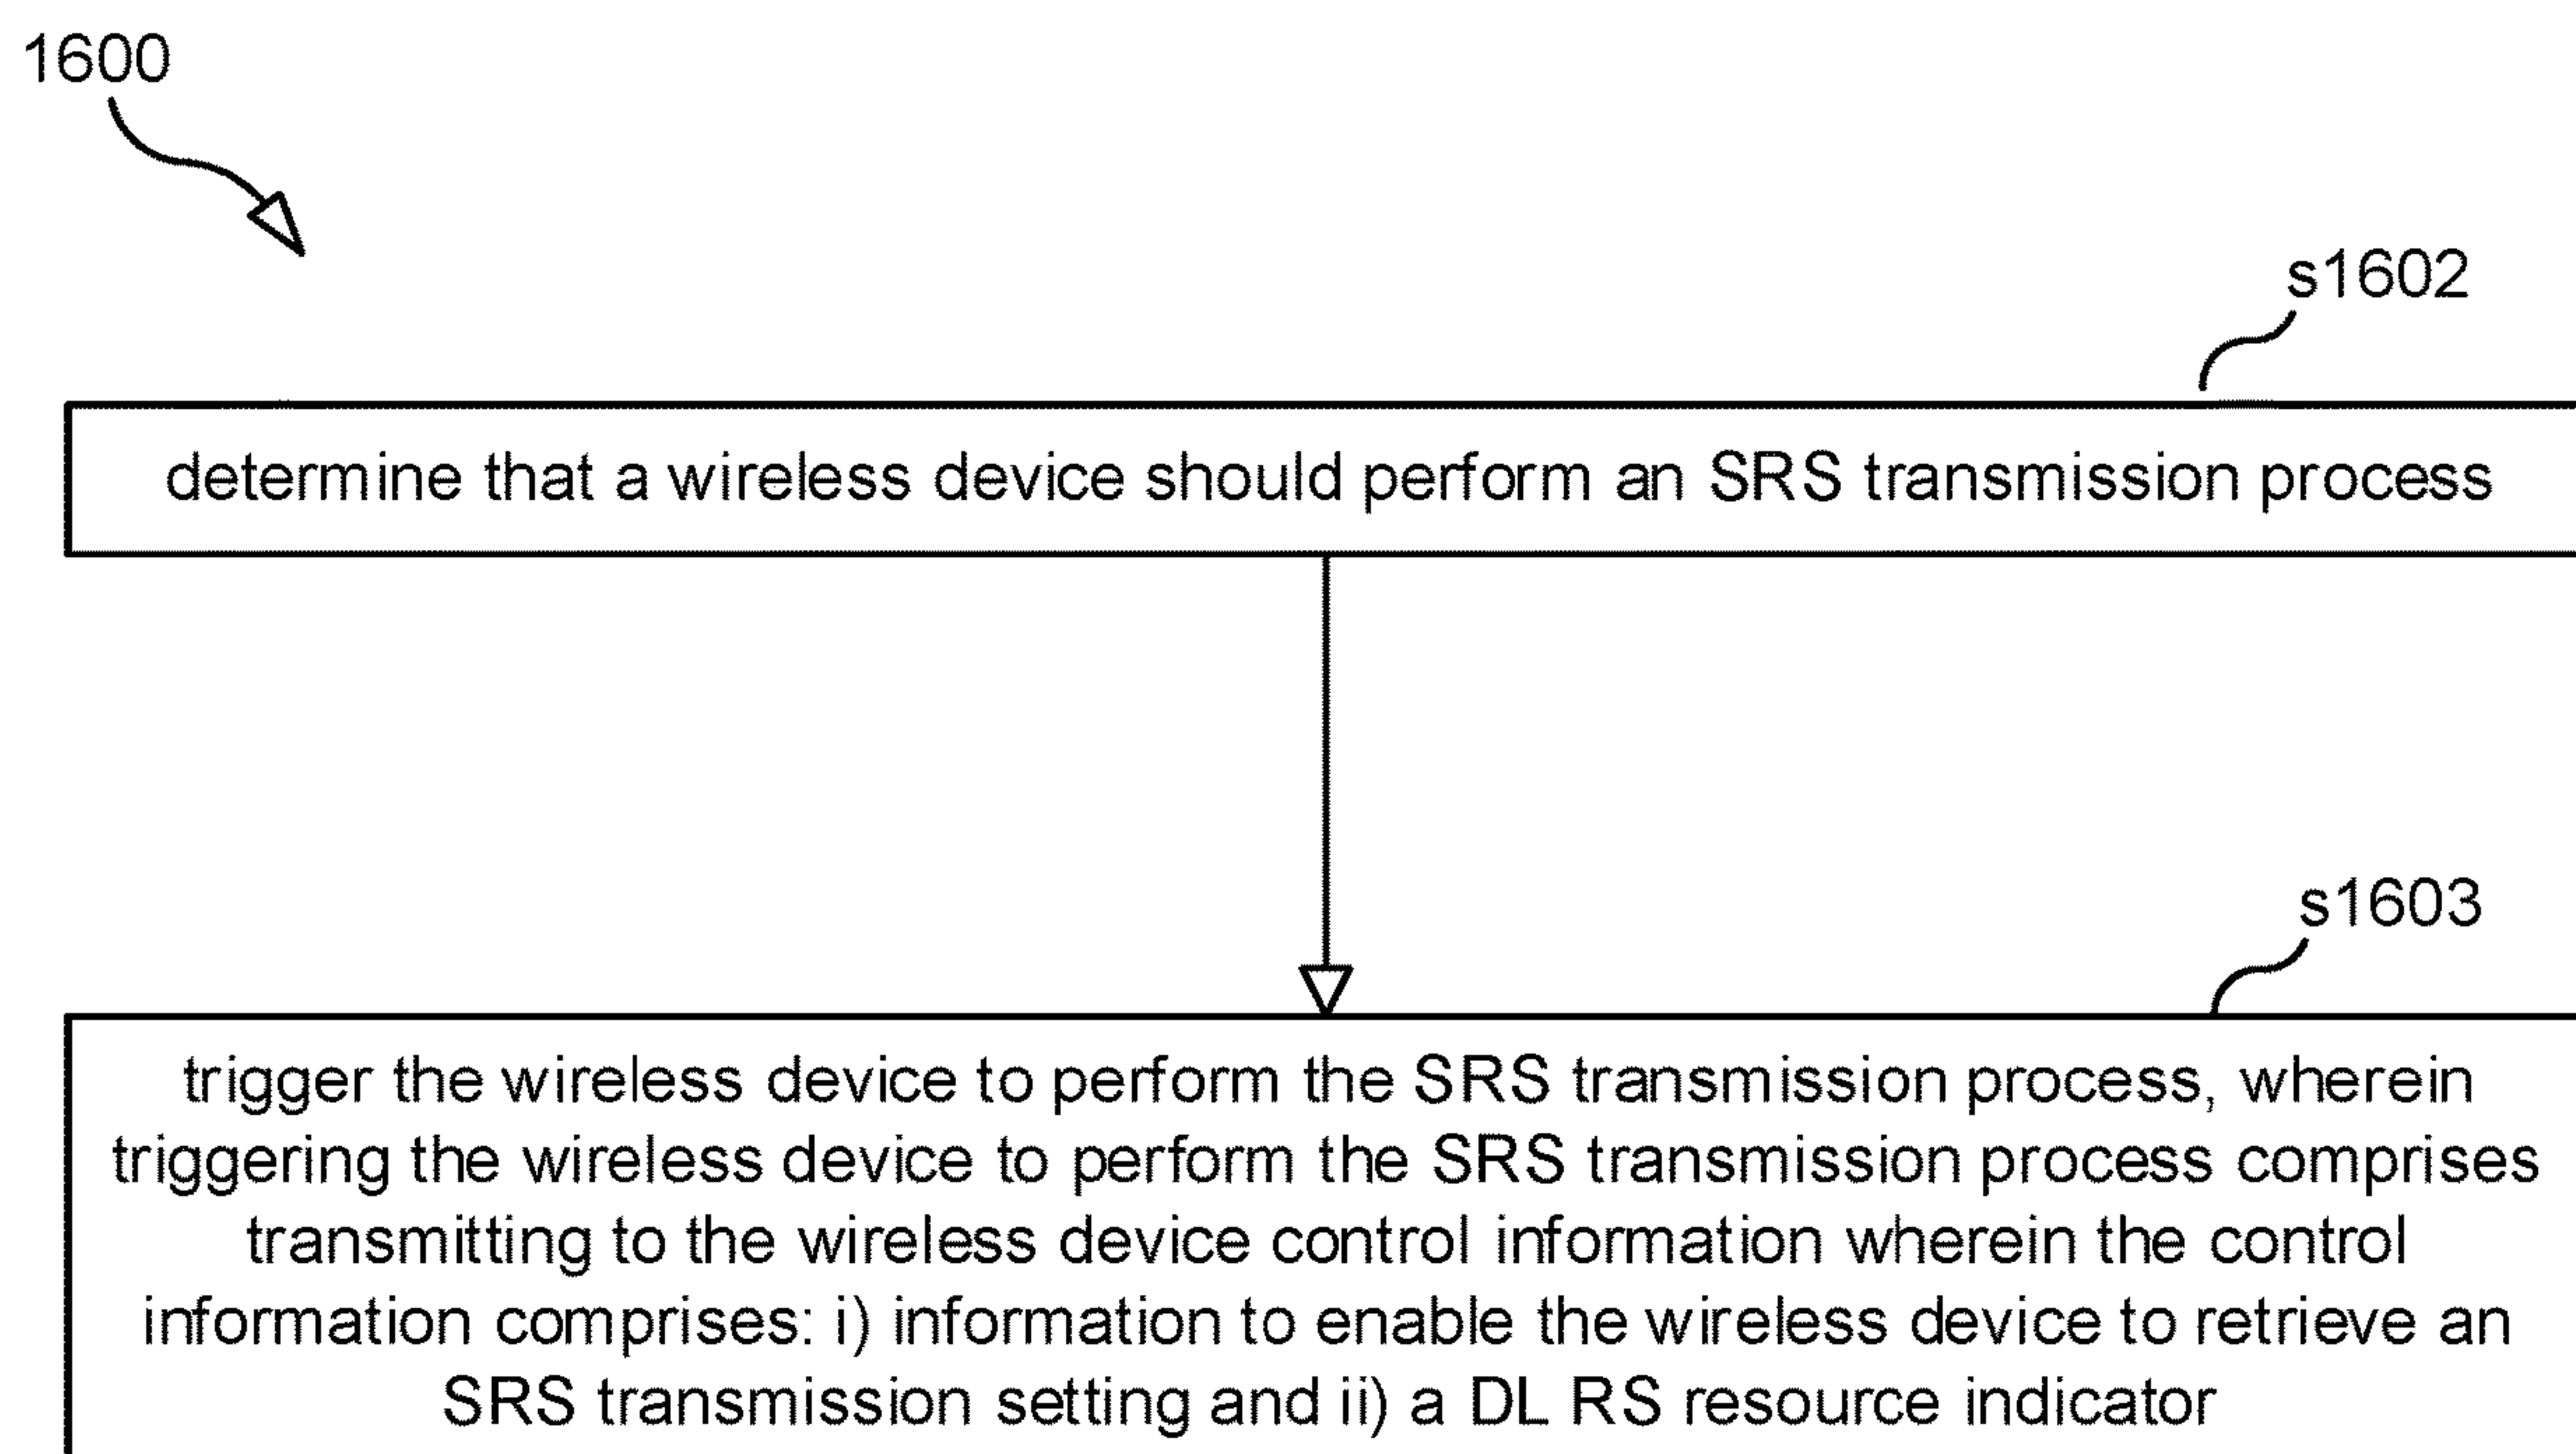 1600
s1602
determine that a wireless device should perform an SRS transmission process
s1603
trigger the wireless device to perform the SRS transmission process, wherein
triggering the wireless device to perform the SRS transmission process comprises
transmitting to the wireless device control information wherein the control
information comprises: i) information to enable the wireless device to retrieve an
SRS transmission setting and ii) a DL RS resource indicator